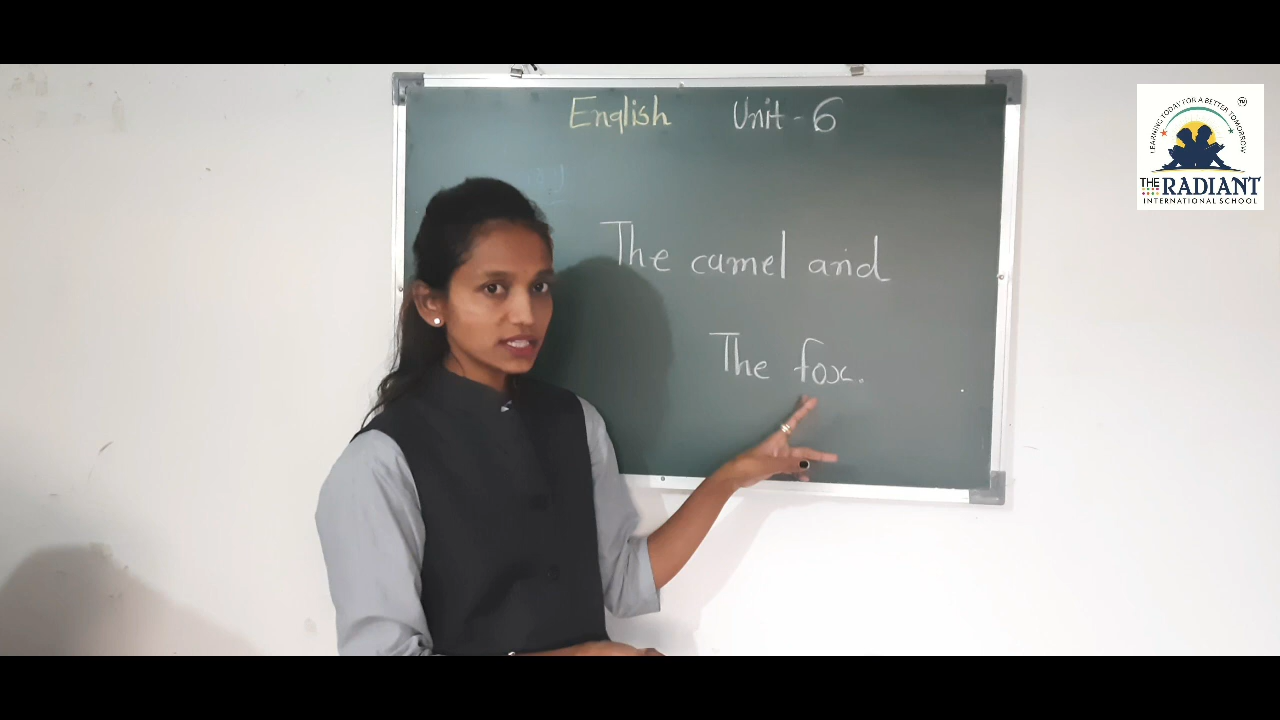 English Unit - 6
The camel and
The fox.
LEARNING TODAY FOR A BETTER TOMORROW
THE RADIANT
INTERNATIONAL SCHOOL